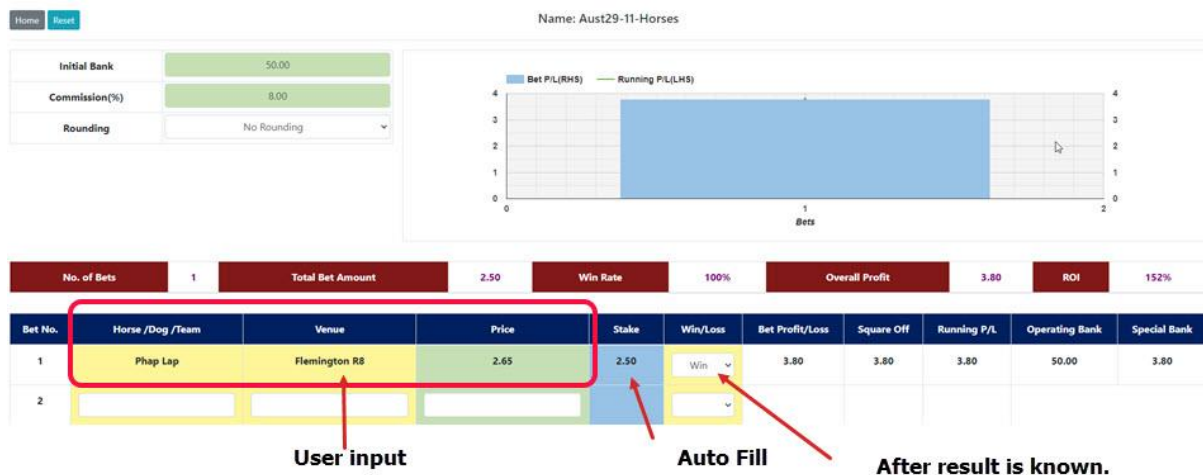 Home Reset Name: Aust29-11-Horses
Initial Bank 50.00
Commission(%) 8.00
Rounding No Rounding
Bet P/L(RHS) Running P/L(LHS)
4 4
3 3
2 2
1 1
0 0
0 1 2
Bets
No. of Bets 1 Total Bet Amount 2.50 Win Rate 100% Overall Profit 3.80 ROI 152%
Bet No. Horse /Dog /Team Venue Price Stake Win/Loss Bet Profit/Loss Square Off Running P/L Operating Bank Special Bank
1 Phap Lap Flemington R8 2.65 2.50 Win 3.80 3.80 3.80 50.00 3.80
2
User input Auto Fill After result is known.